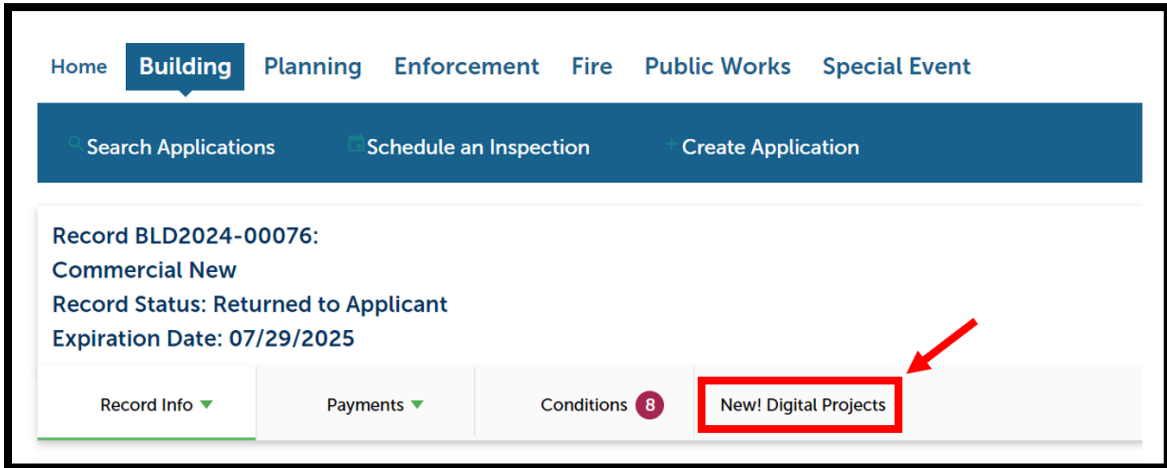 Home Building Planning Enforcement Fire Public Works Special Event
Search Applications Schedule an Inspection Create Application
Record BLD2024-00076:
Commercial New
Record Status: Returned to Applicant
Expiration Date: 07/29/2025
Record Info Payments Conditions 8 New! Digital Projects